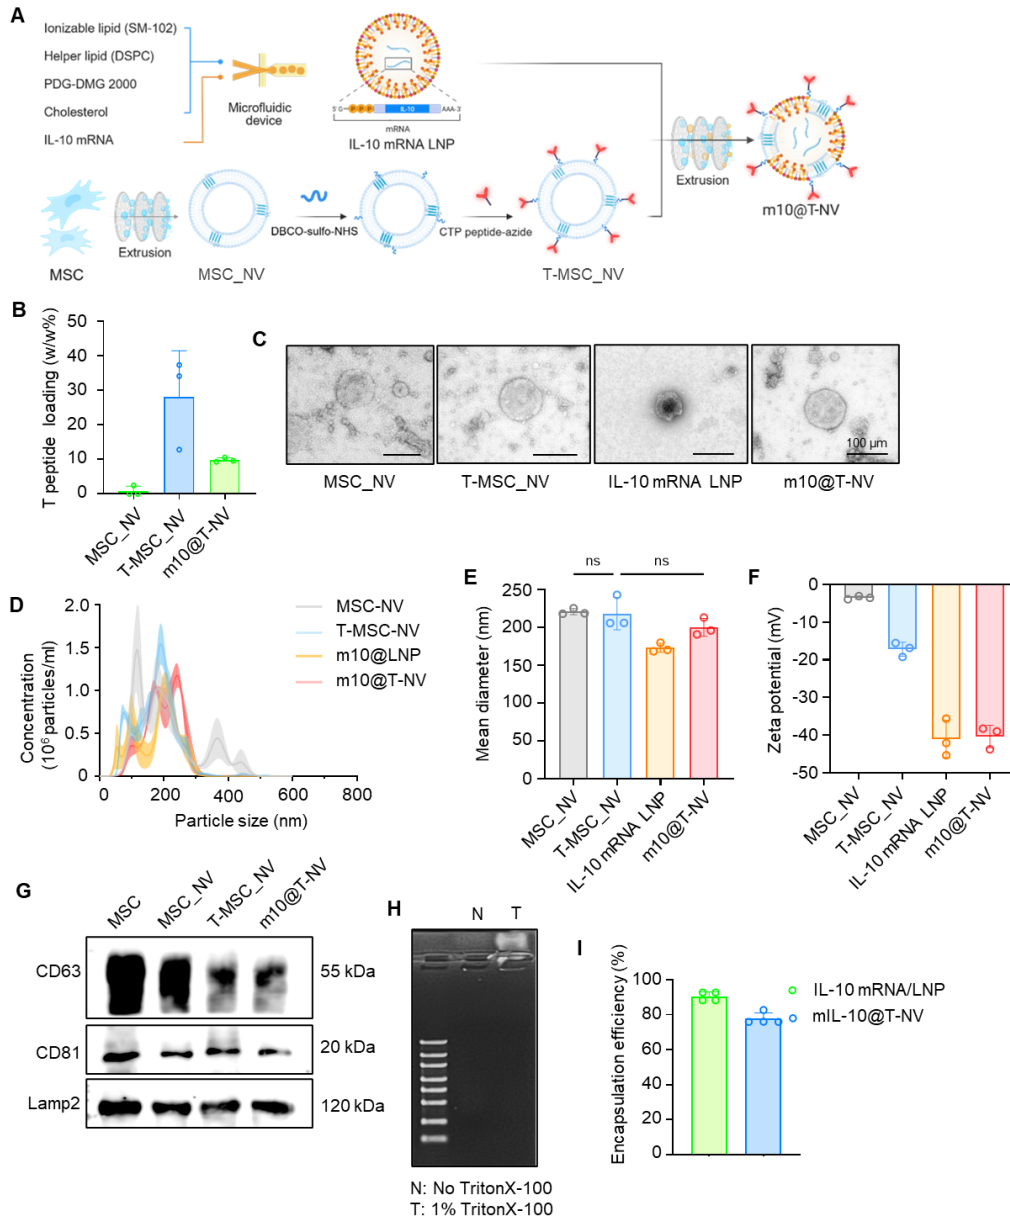 A
Ionizable lipid (SM-102)
Helper lipid (DSPC)
PDG-DMG 2000
Cholesterol
IL-10 mRNA
Microfluidic
device
5' G
P P P
IL-10
AAA-3'
mRNA
IL-10 mRNA LNP
Extrusion
m10@T-NV
MSC
Extrusion
MSC_NV
DBCO-sulfo-NHS
CTP peptide-azide
T-MSC_NV
B
T peptide loading (w/w%)
50
40
30
20
10
0
MSC_NV
T-MSC_NV
m10@T-NV
C
100 µm
MSC_NV
T-MSC_NV
IL-10 mRNA LNP
m10@T-NV
D
Concentration
(10⁶ particles/ml)
2.0
1.5
1.0
0.5
0
0
200
400
600
800
Particle size (nm)
MSC-NV
T-MSC-NV
m10@LNP
m10@T-NV
E
Mean diameter (nm)
250
200
150
100
50
0
ns
ns
MSC_NV
T-MSC_NV
IL-10 mRNA LNP
m10@T-NV
F
Zeta potential (mV)
0
-10
-20
-30
-40
-50
MSC_NV
T-MSC_NV
IL-10 mRNA LNP
m10@T-NV
G
MSC
MSC_NV
T-MSC_NV
m10@T-NV
CD63
55 kDa
CD81
20 kDa
Lamp2
120 kDa
H
N
T
N: No TritonX-100
T: 1% TritonX-100
I
Encapsulation efficiency (%)
100
80
60
40
20
0
IL-10 mRNA/LNP
mIL-10@T-NV